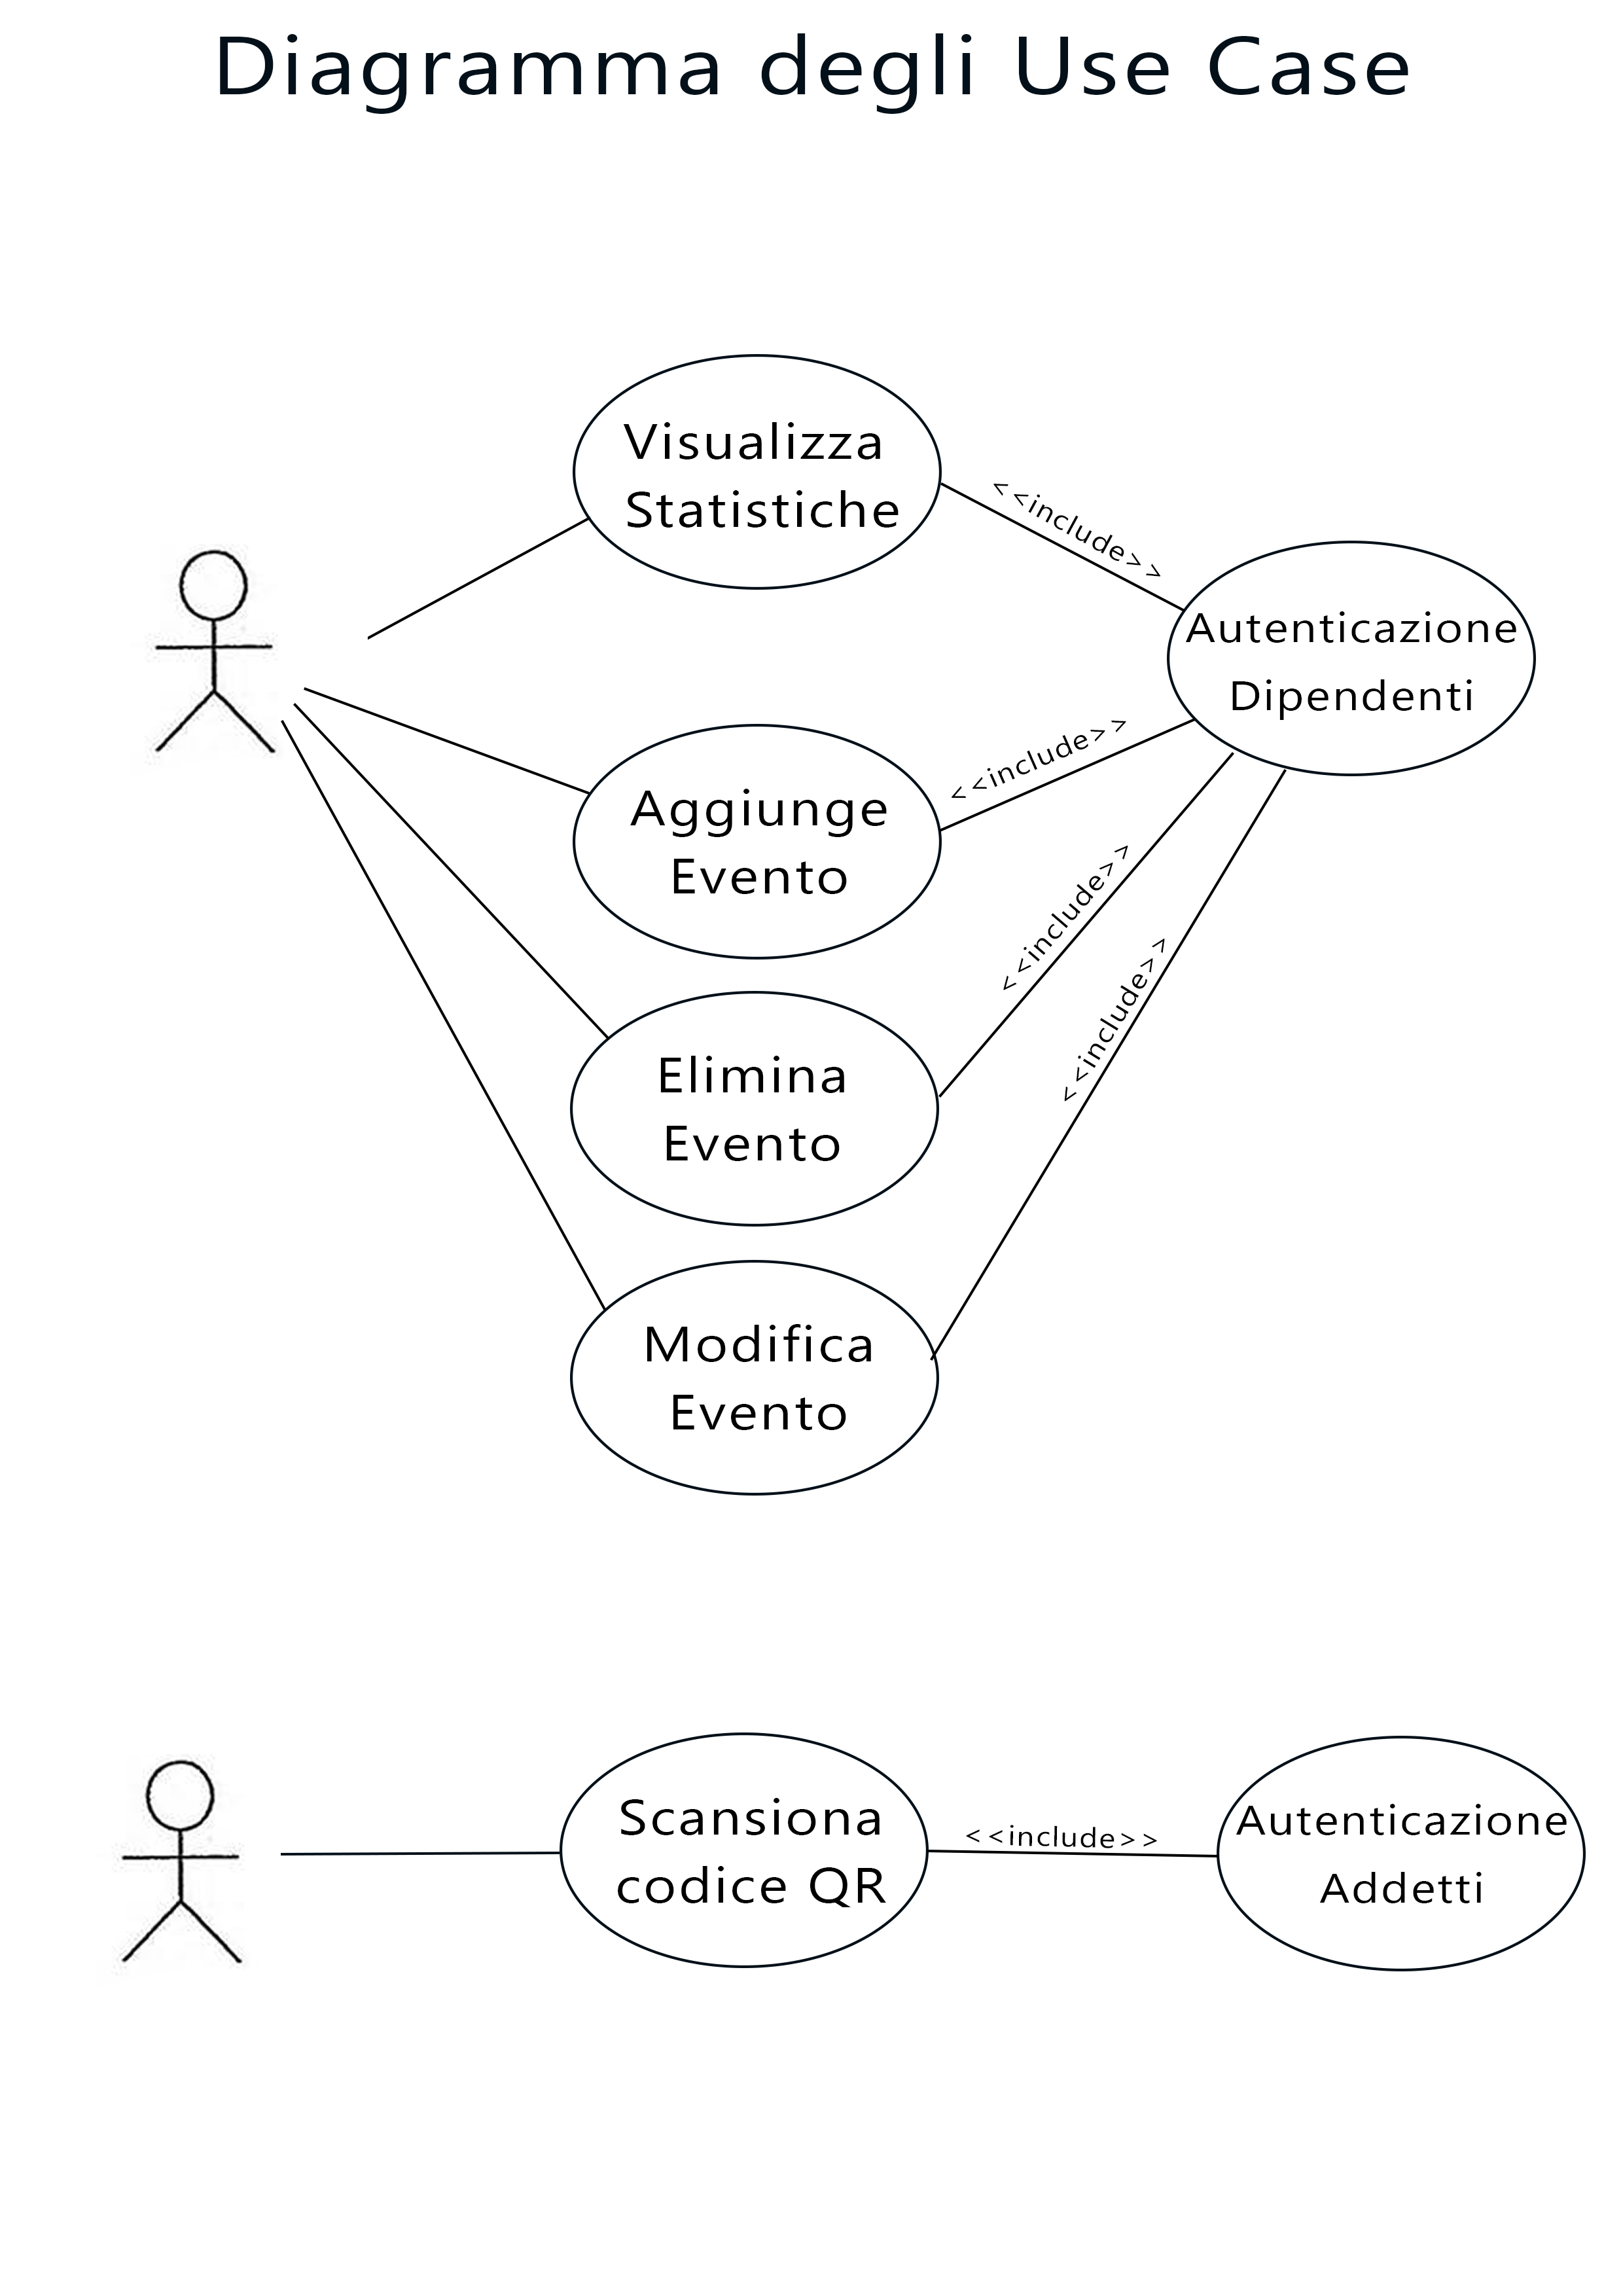 Diagramma degli Use Case
Visualizza
Statistiche
<<include>>
Autenticazione
Dipendenti
Aggiunge
Evento
<<include>>
Elimina
Evento
<<include>>
Modifica
Evento
<<include>>
Scansiona
codice QR
<<include>>
Autenticazione
Addetti